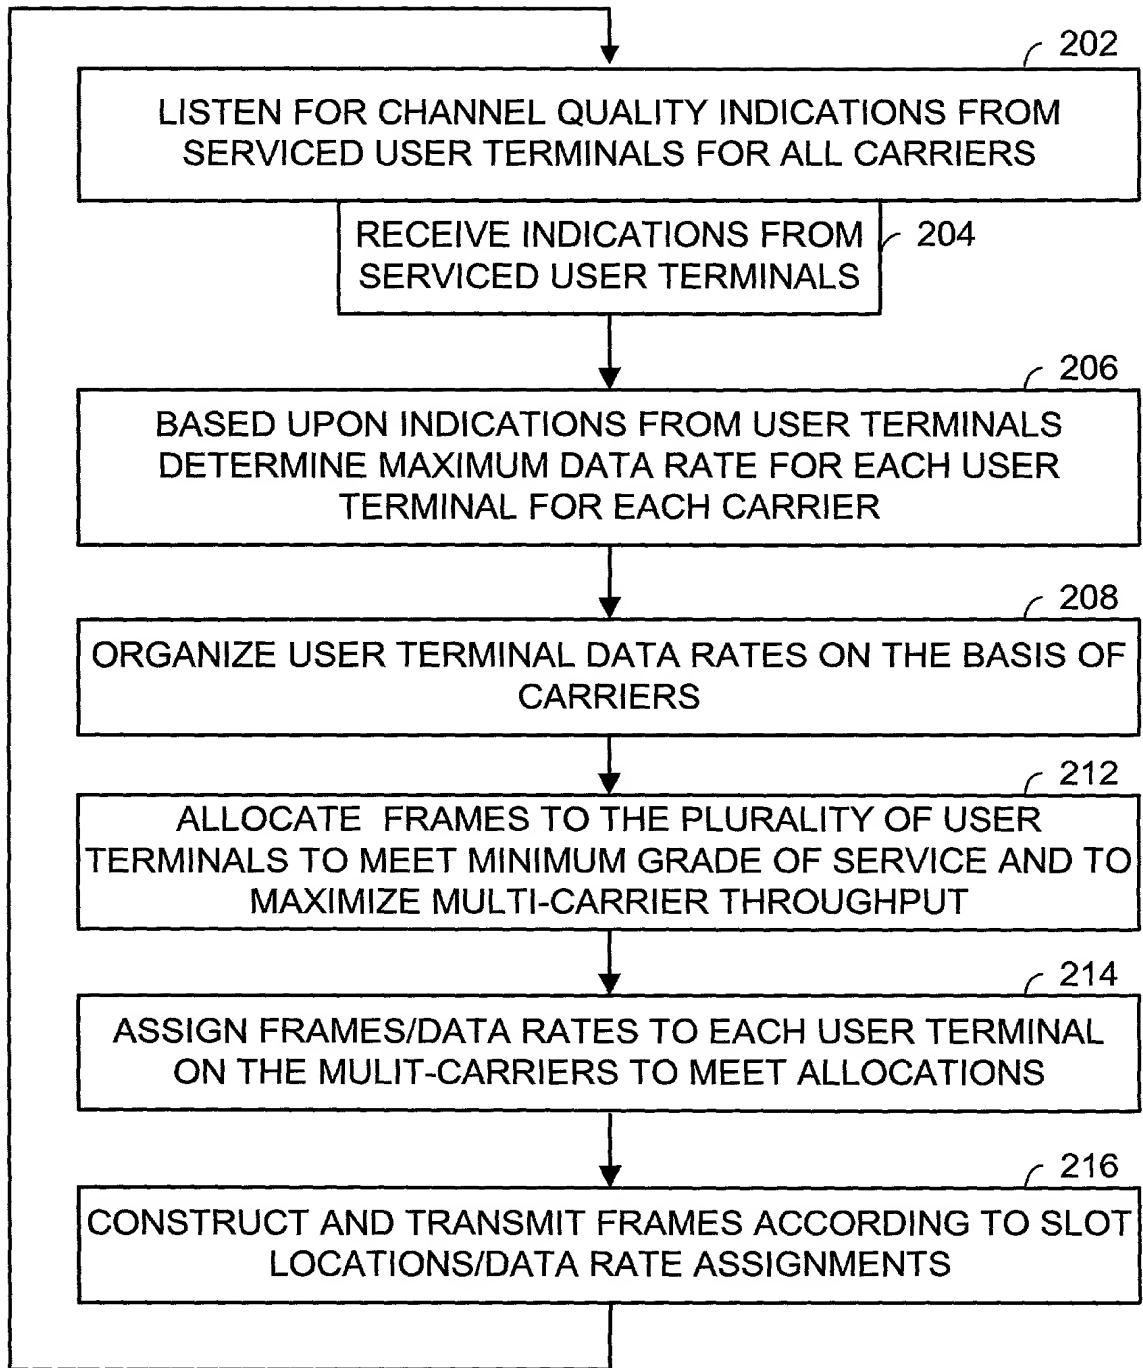 202
LISTEN FOR CHANNEL QUALITY INDICATIONS FROM
SERVICED USER TERMINALS FOR ALL CARRIERS
RECEIVE INDICATIONS FROM
SERVICED USER TERMINALS
204
206
BASED UPON INDICATIONS FROM USER TERMINALS
DETERMINE MAXIMUM DATA RATE FOR EACH USER
TERMINAL FOR EACH CARRIER
208
ORGANIZE USER TERMINAL DATA RATES ON THE BASIS OF
CARRIERS
212
ALLOCATE FRAMES TO THE PLURALITY OF USER
TERMINALS TO MEET MINIMUM GRADE OF SERVICE AND TO
MAXIMIZE MULTI-CARRIER THROUGHPUT
214
ASSIGN FRAMES/DATA RATES TO EACH USER TERMINAL
ON THE MULIT-CARRIERS TO MEET ALLOCATIONS
216
CONSTRUCT AND TRANSMIT FRAMES ACCORDING TO SLOT
LOCATIONS/DATA RATE ASSIGNMENTS